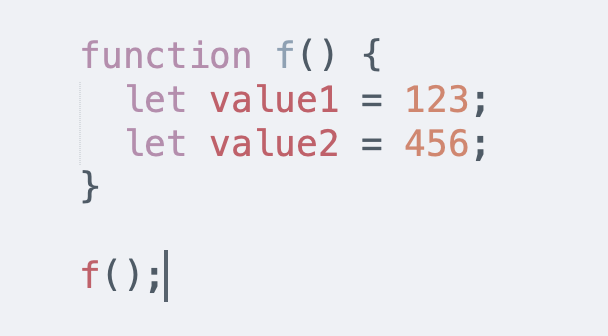 function f() {
  let value1 = 123;
  let value2 = 456;
}
f();